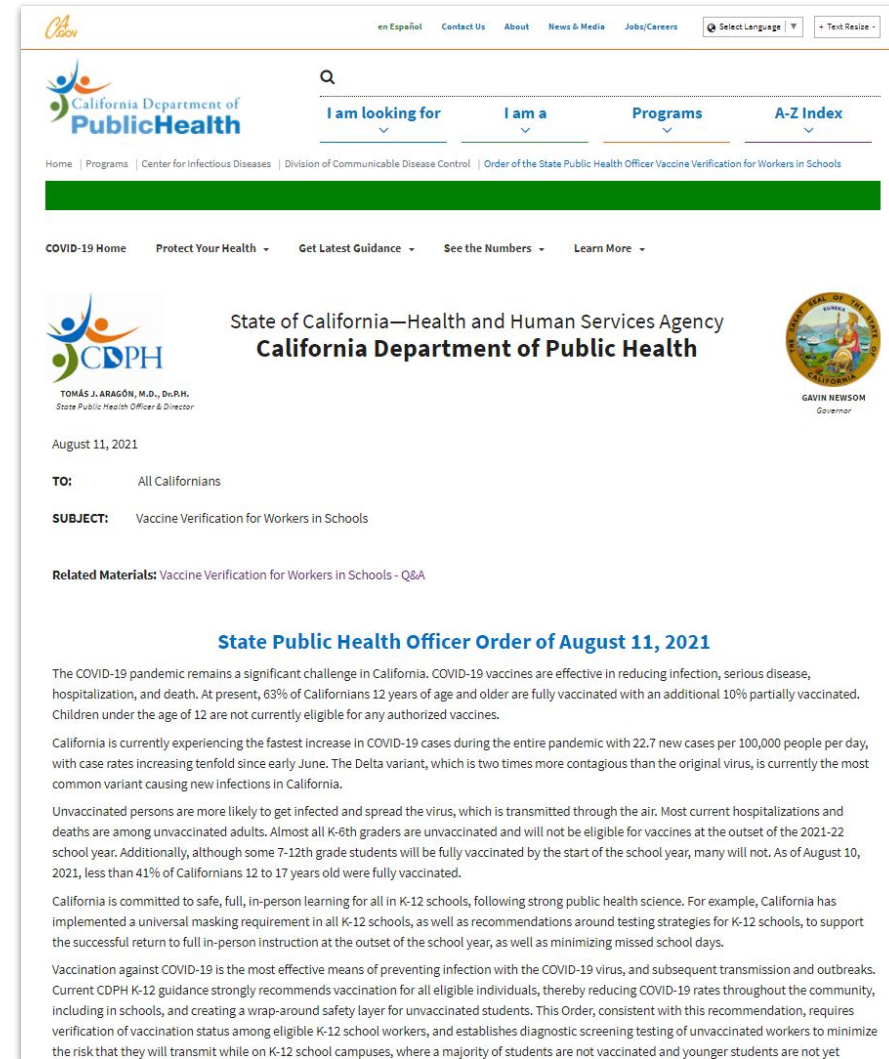 CA.GOV
en Español Contact Us About News & Media Jobs/Careers Select Language ▼ + Text Resize -
California Department of
PublicHealth
I am looking for I am a Programs A-Z Index
Home | Programs | Center for Infectious Diseases | Division of Communicable Disease Control | Order of the State Public Health Officer Vaccine Verification for Workers in Schools
COVID-19 Home Protect Your Health Get Latest Guidance See the Numbers Learn More
CDPH
TOMÁS J. ARAGÓN, M.D., Dr.P.H.
State Public Health Officer & Director
State of California—Health and Human Services Agency
California Department of Public Health
THE GREAT SEAL OF THE STATE OF CALIFORNIA
EUREKA
GAVIN NEWSOM
Governor
August 11, 2021
TO: All Californians
SUBJECT: Vaccine Verification for Workers in Schools
Related Materials: Vaccine Verification for Workers in Schools - Q&A
State Public Health Officer Order of August 11, 2021
The COVID-19 pandemic remains a significant challenge in California. COVID-19 vaccines are effective in reducing infection, serious disease,
hospitalization, and death. At present, 63% of Californians 12 years of age and older are fully vaccinated with an additional 10% partially vaccinated.
Children under the age of 12 are not currently eligible for any authorized vaccines.
California is currently experiencing the fastest increase in COVID-19 cases during the entire pandemic with 22.7 new cases per 100,000 people per day,
with case rates increasing tenfold since early June. The Delta variant, which is two times more contagious than the original virus, is currently the most
common variant causing new infections in California.
Unvaccinated persons are more likely to get infected and spread the virus, which is transmitted through the air. Most current hospitalizations and
deaths are among unvaccinated adults. Almost all K-6th graders are unvaccinated and will not be eligible for vaccines at the outset of the 2021-22
school year. Additionally, although some 7-12th grade students will be fully vaccinated by the start of the school year, many will not. As of August 10,
2021, less than 41% of Californians 12 to 17 years old were fully vaccinated.
California is committed to safe, full, in-person learning for all in K-12 schools, following strong public health science. For example, California has
implemented a universal masking requirement in all K-12 schools, as well as recommendations around testing strategies for K-12 schools, to support
the successful return to full in-person instruction at the outset of the school year, as well as minimizing missed school days.
Vaccination against COVID-19 is the most effective means of preventing infection with the COVID-19 virus, and subsequent transmission and outbreaks.
Current CDPH K-12 guidance strongly recommends vaccination for all eligible individuals, thereby reducing COVID-19 rates throughout the community,
including in schools, and creating a wrap-around safety layer for unvaccinated students. This Order, consistent with this recommendation, requires
verification of vaccination status among eligible K-12 school workers, and establishes diagnostic screening testing of unvaccinated workers to minimize
the risk that they will transmit while on K-12 school campuses, where a majority of students are not vaccinated and younger students are not yet